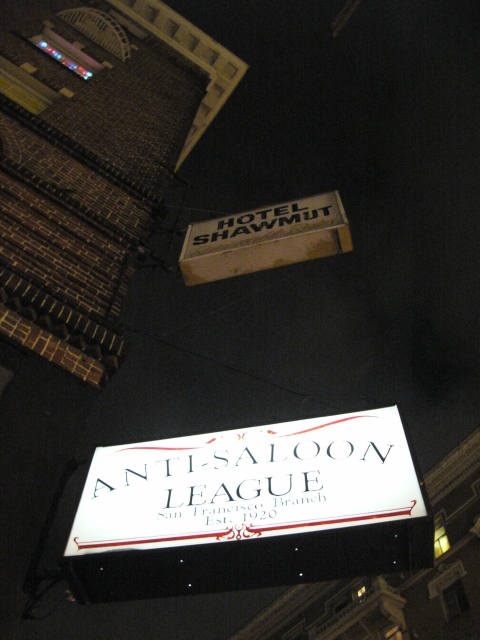 HOTEL
SHAWMUT
ANTI-SALOON
LEAGUE
San Francisco Branch
Est. 1920